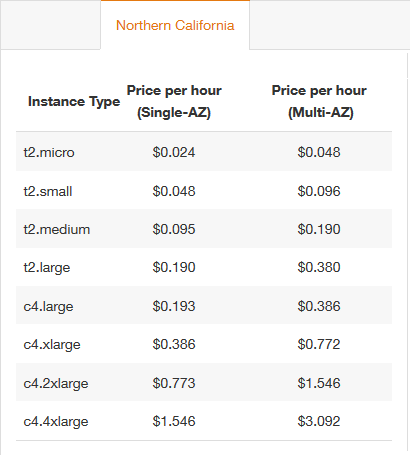 Northern California
Instance Type Price per hour (Single-AZ) Price per hour (Multi-AZ)
t2.micro $0.024 $0.048
t2.small $0.048 $0.096
t2.medium $0.095 $0.190
t2.large $0.190 $0.380
c4.large $0.193 $0.386
c4.xlarge $0.386 $0.772
c4.2xlarge $0.773 $1.546
c4.4xlarge $1.546 $3.092